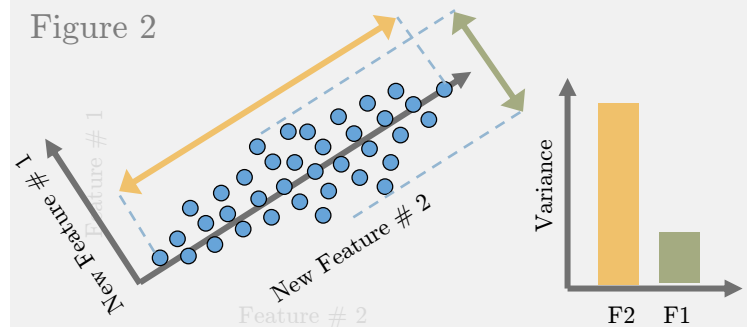 Figure 2
Feature # 1
New Feature # 1
New Feature # 2
Feature # 2
Variance
F2
F1